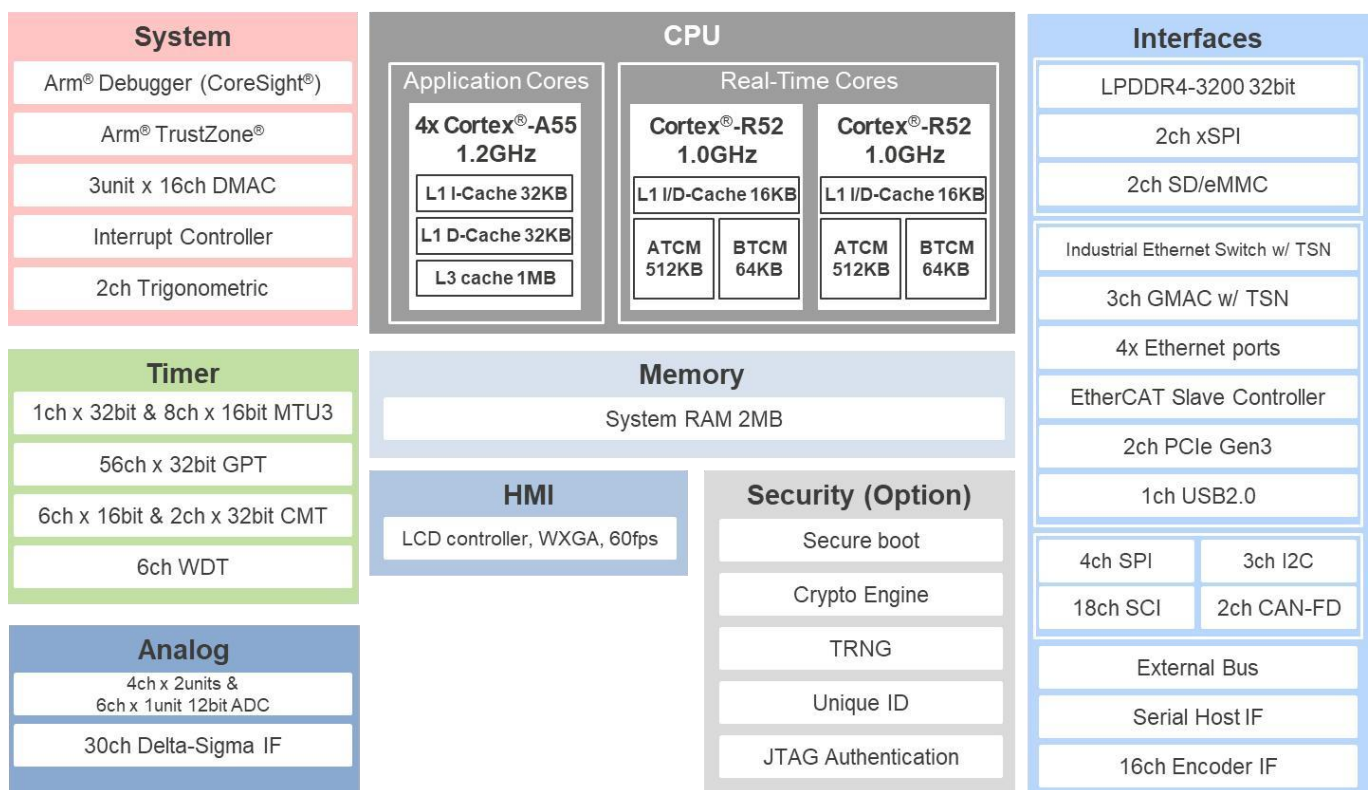 System
Arm® Debugger (CoreSight®)
Arm® TrustZone®
3unit x 16ch DMAC
Interrupt Controller
2ch Trigonometric
Timer
1ch x 32bit & 8ch x 16bit MTU3
56ch x 32bit GPT
6ch x 16bit & 2ch x 32bit CMT
6ch WDT
Analog
4ch x 2units &
6ch x 1unit 12bit ADC
30ch Delta-Sigma IF
CPU
Application Cores
4x Cortex®-A55
1.2GHz
L1 I-Cache 32KB
L1 D-Cache 32KB
L3 cache 1MB
Real-Time Cores
Cortex®-R52
1.0GHz
L1 I/D-Cache 16KB
ATCM
512KB
BTCM
64KB
Cortex®-R52
1.0GHz
L1 I/D-Cache 16KB
ATCM
512KB
BTCM
64KB
Memory
System RAM 2MB
HMI
LCD controller, WXGA, 60fps
Security (Option)
Secure boot
Crypto Engine
TRNG
Unique ID
JTAG Authentication
Interfaces
LPDDR4-3200 32bit
2ch xSPI
2ch SD/eMMC
Industrial Ethernet Switch w/ TSN
3ch GMAC w/ TSN
4x Ethernet ports
EtherCAT Slave Controller
2ch PCIe Gen3
1ch USB2.0
4ch SPI
3ch I2C
18ch SCI
2ch CAN-FD
External Bus
Serial Host IF
16ch Encoder IF